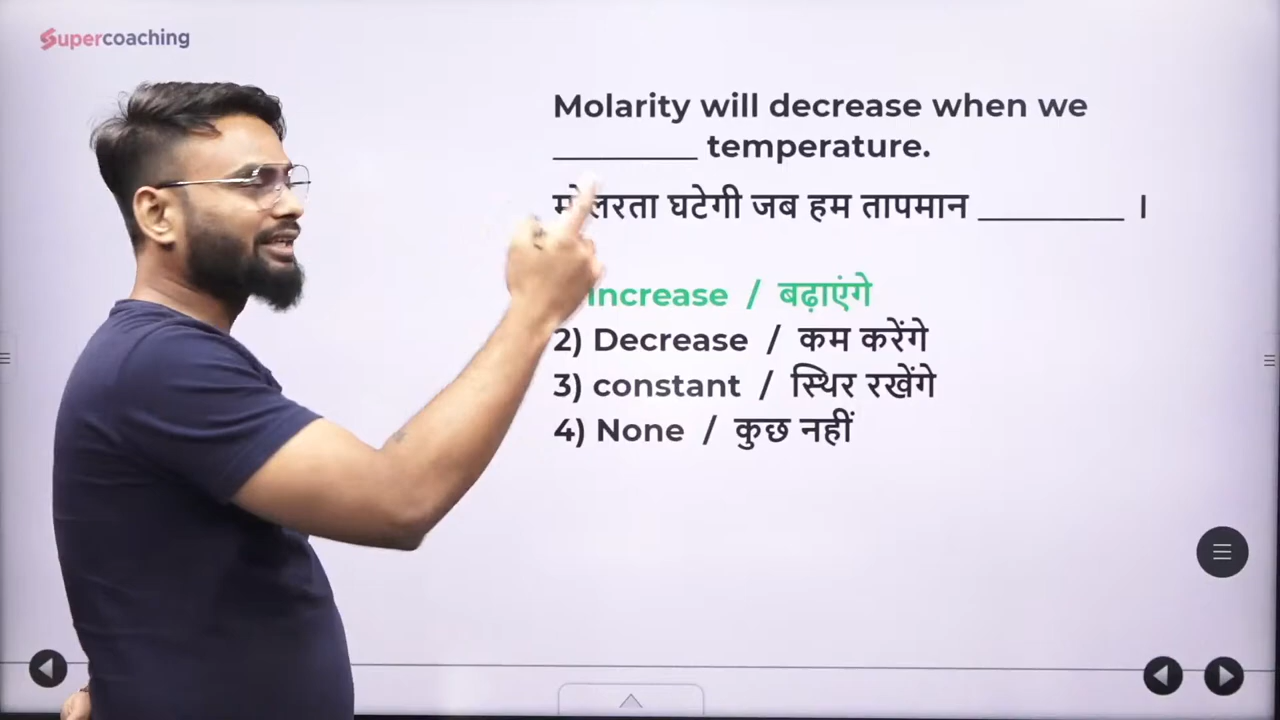 Supercoaching
Molarity will decrease when we
________ temperature.
मोलरता घटेगी जब हम तापमान ________ ।
Increase / बढ़ाएंगे
2) Decrease / कम करेंगे
3) constant / स्थिर रखेंगे
4) None / कुछ नहीं